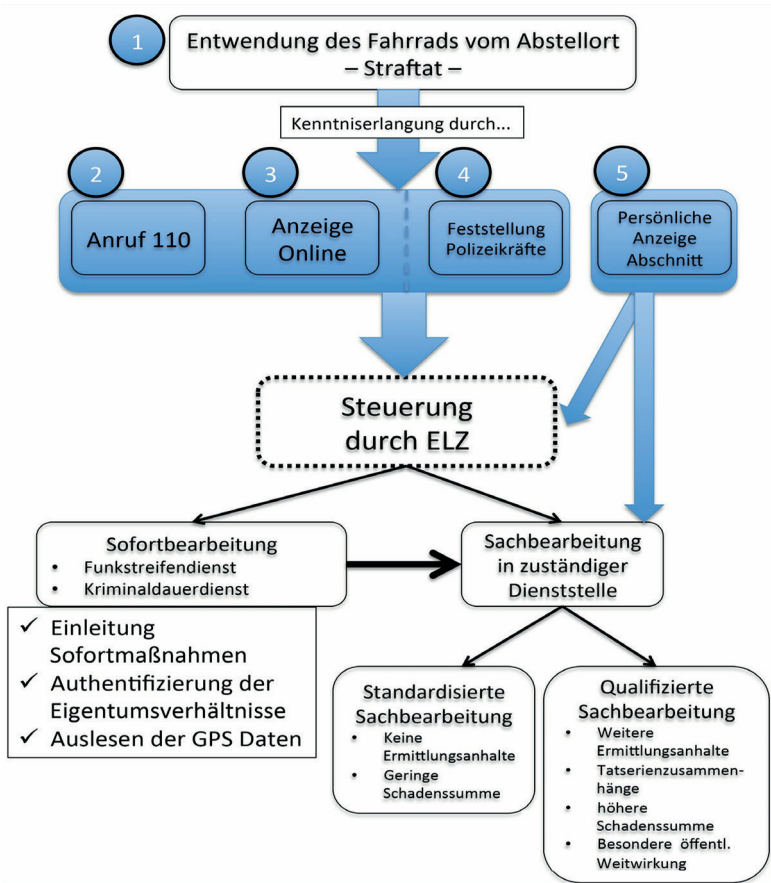 1
Entwendung des Fahrrads vom Abstellort
– Straftat –
Kenntniserlangung durch...
2
Anruf 110
3
Anzeige
Online
4
Feststellung
Polizeikräfte
5
Persönliche
Anzeige
Abschnitt
Steuerung
durch ELZ
Sofortbearbeitung
• Funkstreifendienst
• Kriminaldauerdienst
✓ Einleitung
Sofortmaßnahmen
✓ Authentifizierung der
Eigentumsverhältnisse
✓ Auslesen der GPS Daten
Sachbearbeitung
in zuständiger
Dienststelle
Standardisierte
Sachbearbeitung
• Keine
Ermittlungsanhalte
• Geringe
Schadenssumme
Qualifizierte
Sachbearbeitung
• Weitere
Ermittlungsanhalte
• Tatserienzusammen-
hänge
• höhere
Schadenssumme
• Besondere öffentl.
Weitwirkung